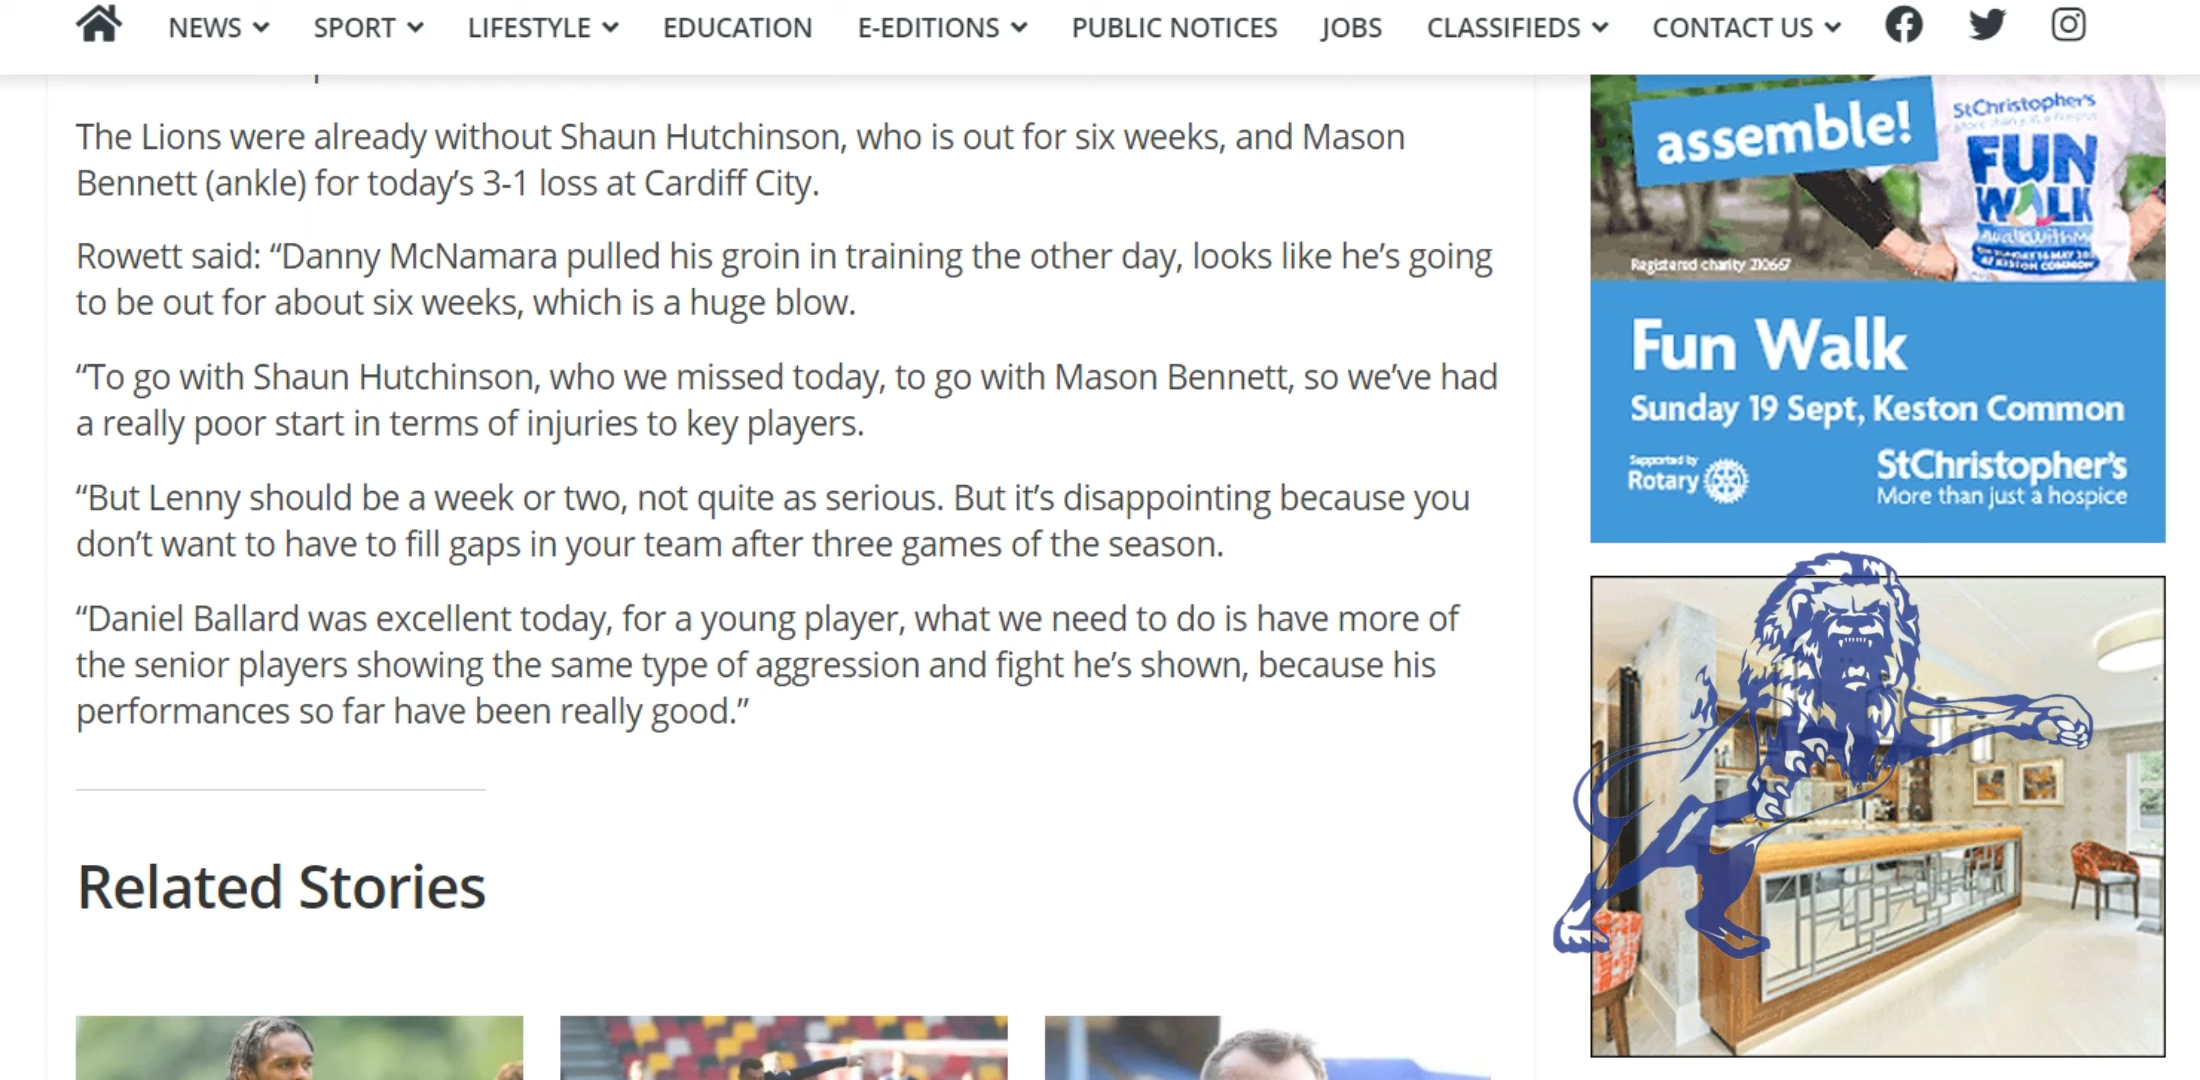 NEWS SPORT LIFESTYLE EDUCATION E-EDITIONS PUBLIC NOTICES JOBS CLASSIFIEDS CONTACT US
The Lions were already without Shaun Hutchinson, who is out for six weeks, and Mason
Bennett (ankle) for today’s 3-1 loss at Cardiff City.
Rowett said: “Danny McNamara pulled his groin in training the other day, looks like he’s going
to be out for about six weeks, which is a huge blow.
“To go with Shaun Hutchinson, who we missed today, to go with Mason Bennett, so we’ve had
a really poor start in terms of injuries to key players.
“But Lenny should be a week or two, not quite as serious. But it’s disappointing because you
don’t want to have to fill gaps in your team after three games of the season.
“Daniel Ballard was excellent today, for a young player, what we need to do is have more of
the senior players showing the same type of aggression and fight he’s shown, because his
performances so far have been really good.”
Related Stories
assemble!
StChristopher's
More than just a hospice
FUN
WALK
Registered charity 210667
Fun Walk
Sunday 19 Sept, Keston Common
Supported by
Rotary
StChristopher's
More than just a hospice